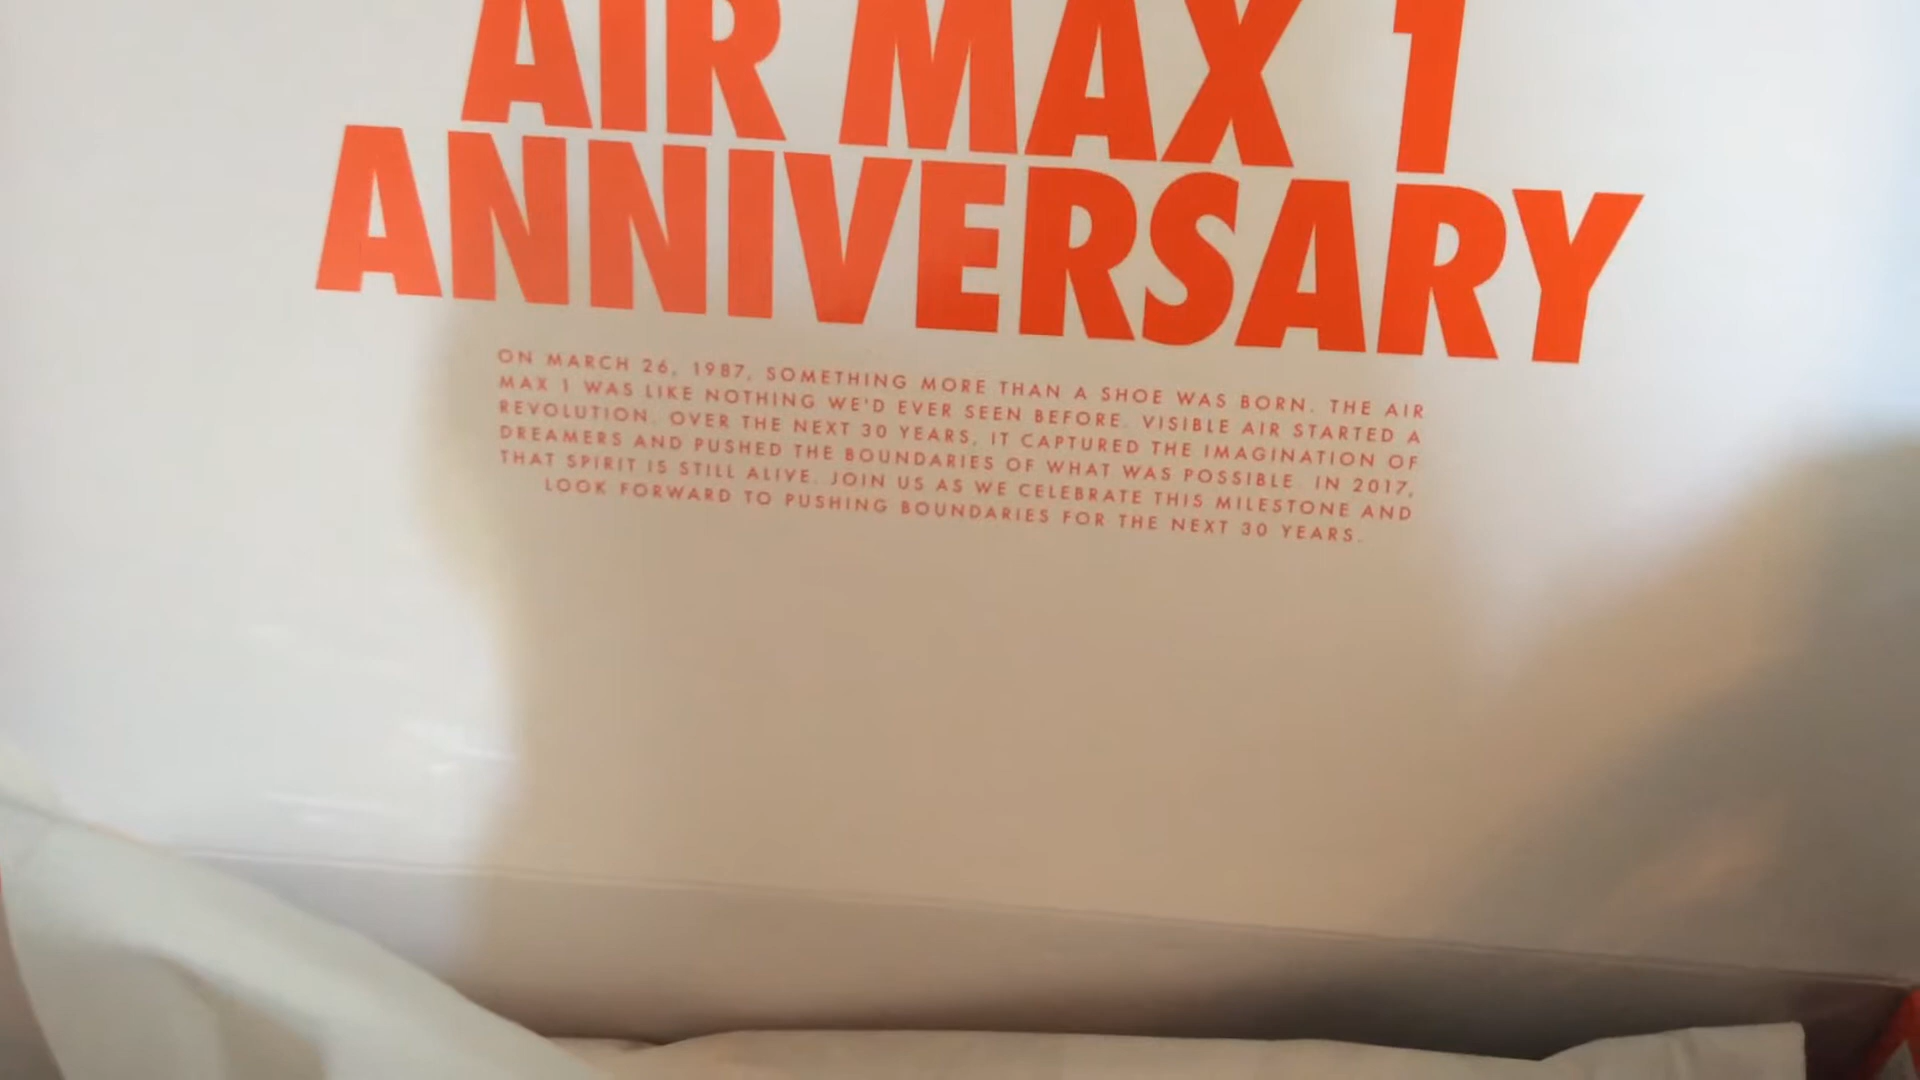 AIR MAX 1
ANNIVERSARY
ON MARCH 26, 1987, SOMETHING MORE THAN A SHOE WAS BORN. THE AIR
MAX 1 WAS LIKE NOTHING WE'D EVER SEEN BEFORE. VISIBLE AIR STARTED A
REVOLUTION. OVER THE NEXT 30 YEARS, IT CAPTURED THE IMAGINATION OF
DREAMERS AND PUSHED THE BOUNDARIES OF WHAT WAS POSSIBLE. IN 2017,
THAT SPIRIT IS STILL ALIVE. JOIN US AS WE CELEBRATE THIS MILESTONE AND
LOOK FORWARD TO PUSHING BOUNDARIES FOR THE NEXT 30 YEARS.